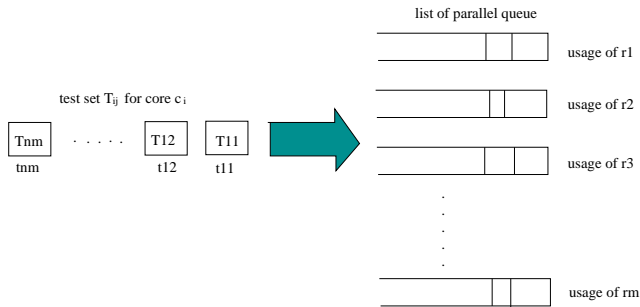 list of parallel queue
usage of r1
test set Tij for core ci
usage of r2
Tnm . . . . . T12 T11
tnm t12 t11
usage of r3
usage of rm